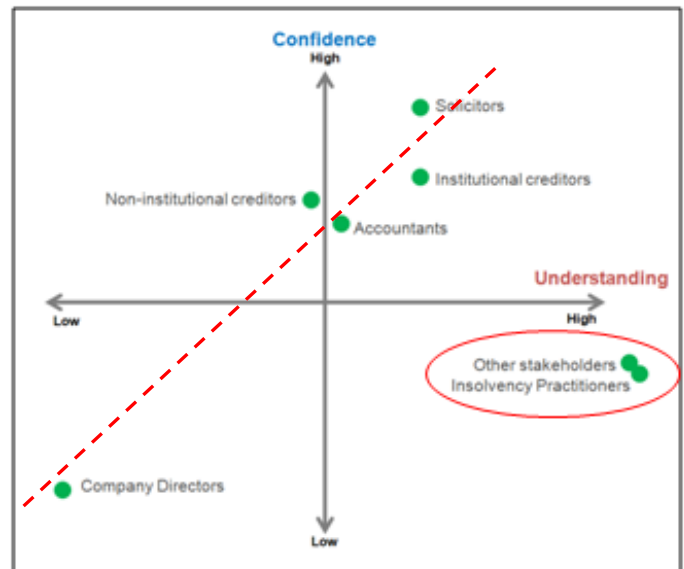 Confidence
High
Solicitors
Institutional creditors
Non-institutional creditors
Accountants
Understanding
Low
High
Other stakeholders
Insolvency Practitioners
Company Directors
Low